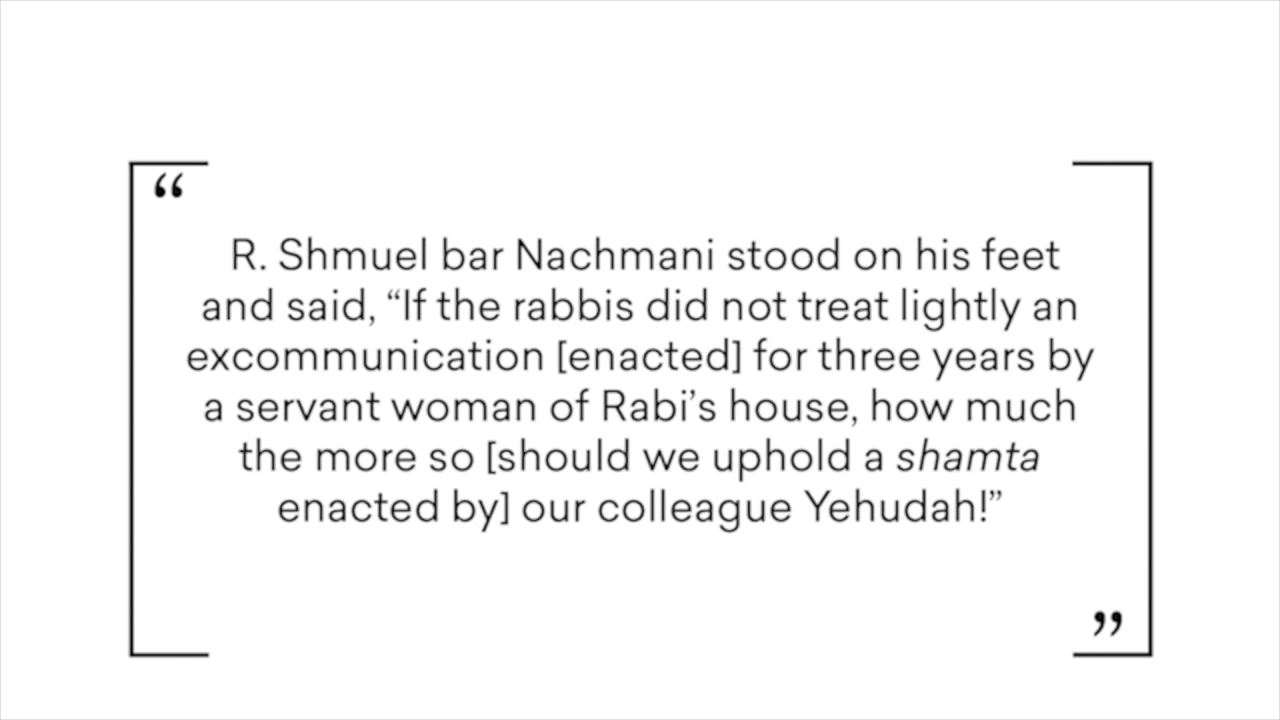 “
R. Shmuel bar Nachmani stood on his feet
and said, “If the rabbis did not treat lightly an
excommunication [enacted] for three years by
a servant woman of Rabi’s house, how much
the more so [should we uphold a shamta
enacted by] our colleague Yehudah!”
”